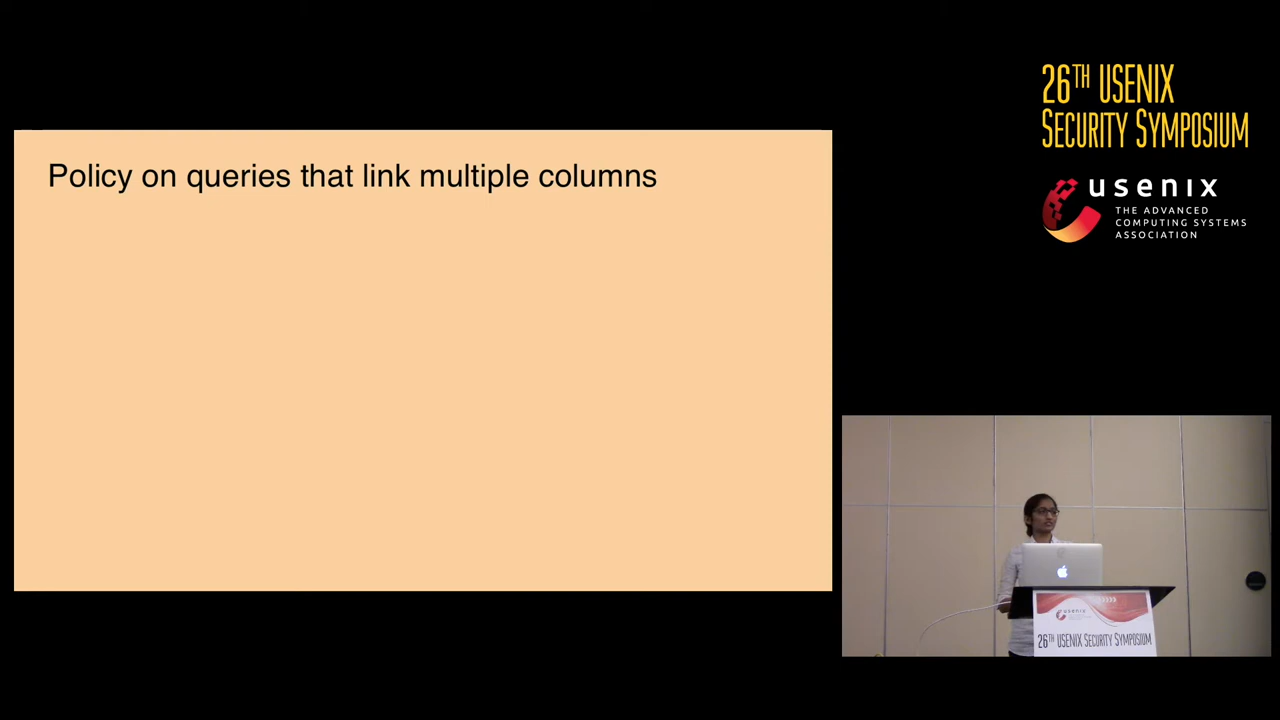 Policy on queries that link multiple columns
26TH USENIX
SECURITY SYMPOSIUM
usenix
THE ADVANCED
COMPUTING SYSTEMS
ASSOCIATION
usenix
26TH USENIX SECURITY SYMPOSIUM